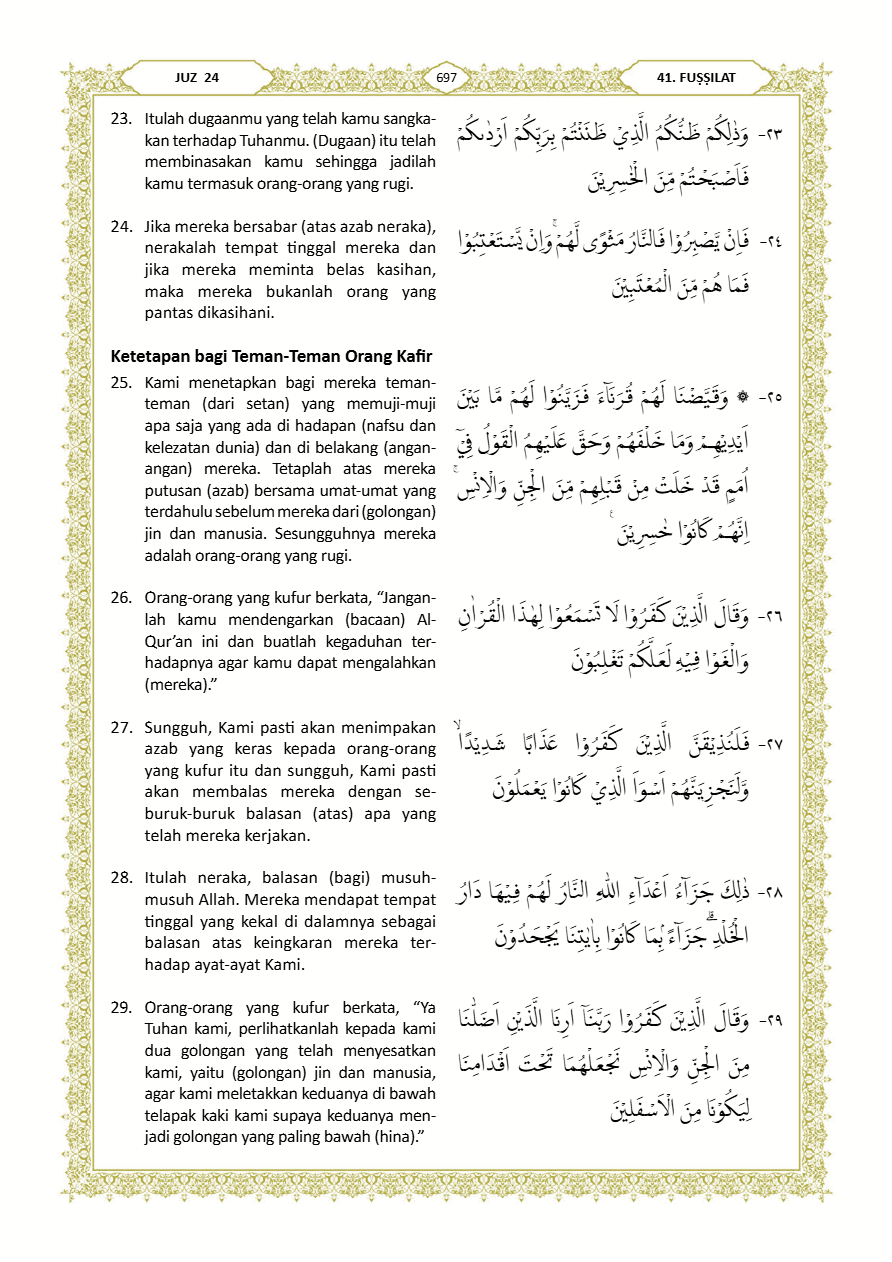 JUZ 24
697
41. FUṢṢILAT
23. Itulah dugaanmu yang telah kamu sangka-
kan terhadap Tuhanmu. (Dugaan) itu telah
membinasakan kamu sehingga jadilah
kamu termasuk orang-orang yang rugi.
٢٣- وَذٰلِكُمْ ظَنُّكُمُ الَّذِيْ ظَنَنْتُمْ بِرَبِّكُمْ اَرْدٰىكُمْ
فَاَصْبَحْتُمْ مِّنَ الْخٰسِرِيْنَ
24. Jika mereka bersabar (atas azab neraka),
nerakalah tempat tinggal mereka dan
jika mereka meminta belas kasihan,
maka mereka bukanlah orang yang
pantas dikasihani.
٢٤- فَاِنْ يَّصْبِرُوْا فَالنَّارُ مَثْوًى لَّهُمْ ۚوَاِنْ يَّسْتَعْتِبُوْا
فَمَا هُمْ مِّنَ الْمُعْتَبِيْنَ
Ketetapan bagi Teman-Teman Orang Kafir
25. Kami menetapkan bagi mereka teman-
teman (dari setan) yang memuji-muji
apa saja yang ada di hadapan (nafsu dan
kelezatan dunia) dan di belakang (angan-
angan) mereka. Tetaplah atas mereka
putusan (azab) bersama umat-umat yang
terdahulu sebelum mereka dari (golongan)
jin dan manusia. Sesungguhnya mereka
adalah orang-orang yang rugi.
٢٥- ۞ وَقَيَّضْنَا لَهُمْ قُرَنَاۤءَ فَزَيَّنُوْا لَهُمْ مَّا بَيْنَ
اَيْدِيْهِمْ وَمَا خَلْفَهُمْ وَحَقَّ عَلَيْهِمُ الْقَوْلُ فِيْٓ
اُمَمٍ قَدْ خَلَتْ مِنْ قَبْلِهِمْ مِّنَ الْجِنِّ وَالْاِنْسِۚ
اِنَّهُمْ كَانُوْا خٰسِرِيْنَ ࣖ
26. Orang-orang yang kufur berkata, “Jangan-
lah kamu mendengarkan (bacaan) Al-
Qur’an ini dan buatlah kegaduhan ter-
hadapnya agar kamu dapat mengalahkan
(mereka).”
٢٦- وَقَالَ الَّذِيْنَ كَفَرُوْا لَا تَسْمَعُوْا لِهٰذَا الْقُرْاٰنِ
وَالْغَوْا فِيْهِ لَعَلَّكُمْ تَغْلِبُوْنَ
27. Sungguh, Kami pasti akan menimpakan
azab yang keras kepada orang-orang
yang kufur itu dan sungguh, Kami pasti
akan membalas mereka dengan se-
buruk-buruk balasan (atas) apa yang
telah mereka kerjakan.
٢٧- فَلَنُذِيْقَنَّ الَّذِيْنَ كَفَرُوْا عَذَابًا شَدِيْدًاۙ
وَّلَنَجْزِيَنَّهُمْ اَسْوَاَ الَّذِيْ كَانُوْا يَعْمَلُوْنَ
28. Itulah neraka, balasan (bagi) musuh-
musuh Allah. Mereka mendapat tempat
tinggal yang kekal di dalamnya sebagai
balasan atas keingkaran mereka ter-
hadap ayat-ayat Kami.
٢٨- ذٰلِكَ جَزَاۤءُ اَعْدَاۤءِ اللّٰهِ النَّارُ لَهُمْ فِيْهَا دَارُ
الْخُلْدِ ۗجَزَاۤءً ۢبِمَا كَانُوْا بِاٰيٰتِنَا يَجْحَدُوْنَ
29. Orang-orang yang kufur berkata, “Ya
Tuhan kami, perlihatkanlah kepada kami
dua golongan yang telah menyesatkan
kami, yaitu (golongan) jin dan manusia,
agar kami meletakkan keduanya di bawah
telapak kaki kami supaya keduanya men-
jadi golongan yang paling bawah (hina).”
٢٩- وَقَالَ الَّذِيْنَ كَفَرُوْا رَبَّنَآ اَرِنَا الَّذَيْنِ اَضَلّٰنَا
مِنَ الْجِنِّ وَالْاِنْسِ نَجْعَلْهُمَا تَحْتَ اَقْدَامِنَا
لِيَكُوْنَا مِنَ الْاَسْفَلِيْنَ